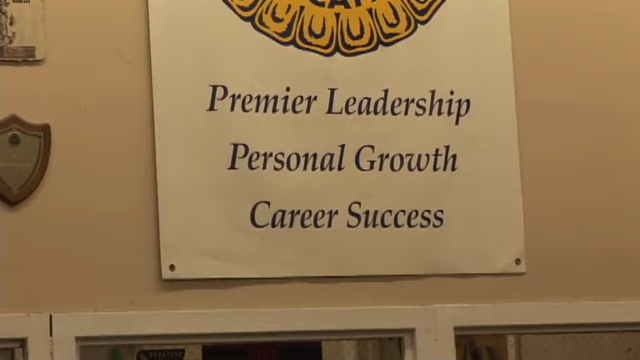 Premier Leadership
Personal Growth
Career Success